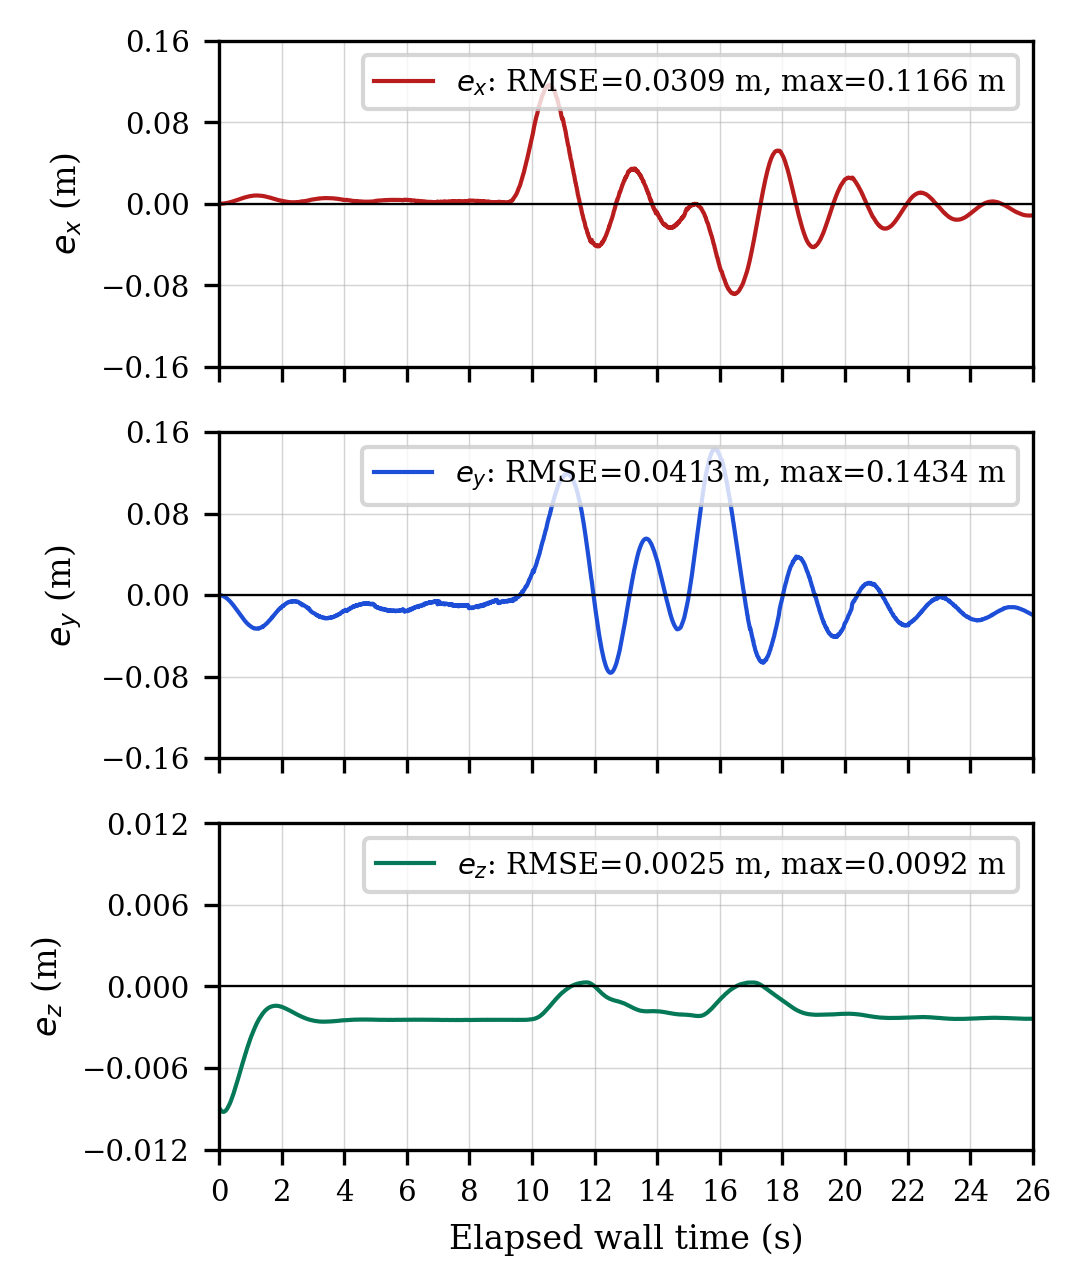 0.16
0.08
0.00
−0.08
−0.16
e_x (m)
e_x: RMSE=0.0309 m, max=0.1166 m
0.16
0.08
0.00
−0.08
−0.16
e_y (m)
e_y: RMSE=0.0413 m, max=0.1434 m
0.012
0.006
0.000
−0.006
−0.012
e_z (m)
e_z: RMSE=0.0025 m, max=0.0092 m
0 2 4 6 8 10 12 14 16 18 20 22 24 26
Elapsed wall time (s)